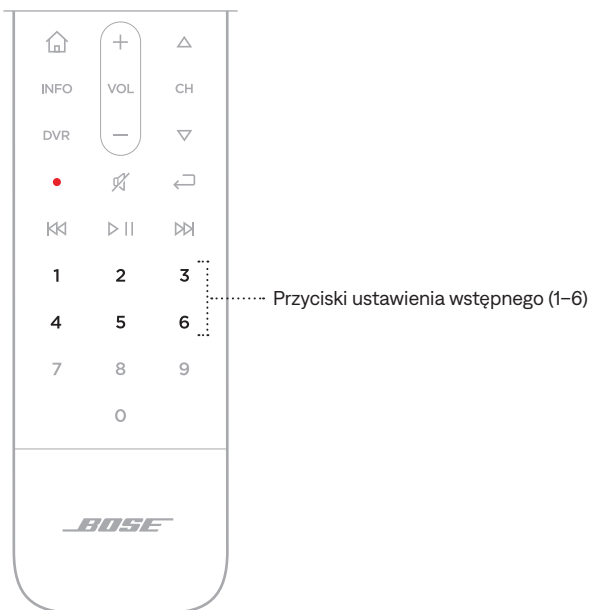 INFO VOL CH
DVR
1 2 3
Przyciski ustawienia wstępnego (1–6)
4 5 6
7 8 9
0
BOSE